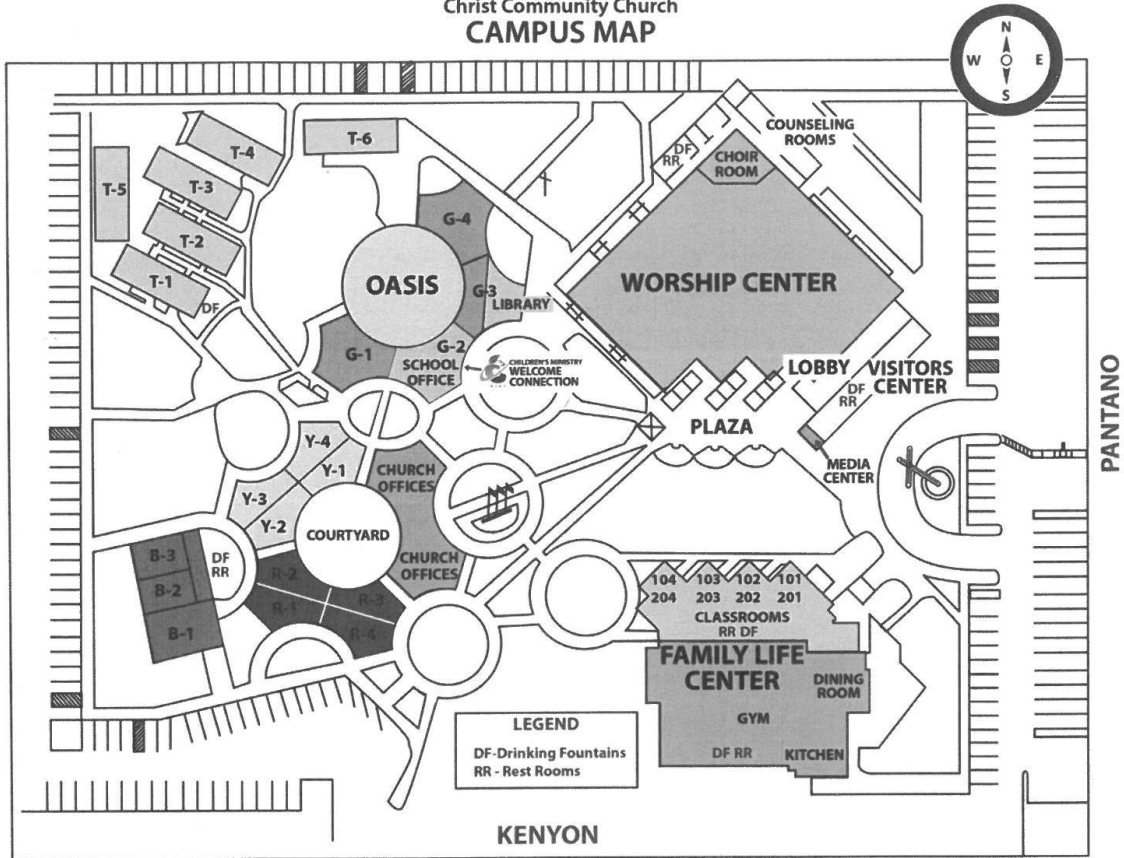 Christ Community Church
CAMPUS MAP
N
W E
S
COUNSELING
ROOMS
DF
RR
CHOIR
ROOM
T-6
T-4
T-5
T-3
T-2
T-1
DF
G-4
OASIS
G-3
LIBRARY
G-1
G-2
SCHOOL
OFFICE
CHILDREN'S MINISTRY
WELCOME
CONNECTION
WORSHIP CENTER
LOBBY
VISITORS
CENTER
DF
RR
PLAZA
MEDIA
CENTER
PANTANO
Y-4
Y-1
Y-3
Y-2
CHURCH
OFFICES
COURTYARD
CHURCH
OFFICES
B-3
B-2
B-1
DF
RR
R-2
R-1
R-3
R-4
104 103 102 101
204 203 202 201
CLASSROOMS
RR DF
FAMILY LIFE
CENTER
DINING
ROOM
GYM
DF RR
KITCHEN
LEGEND
DF-Drinking Fountains
RR - Rest Rooms
KENYON